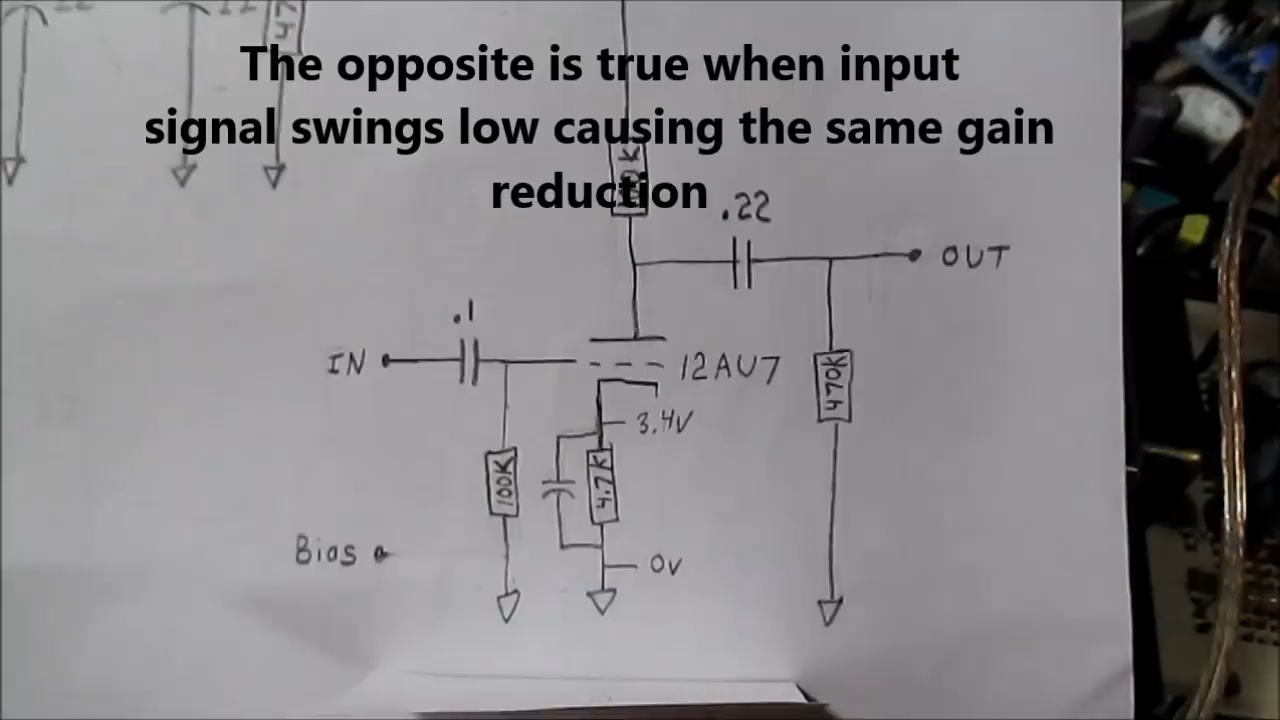 The opposite is true when input
signal swings low causing the same gain
reduction
.22
OUT
.1
IN
12AU7
470K
3.4V
100K
4.7K
Bias
0V